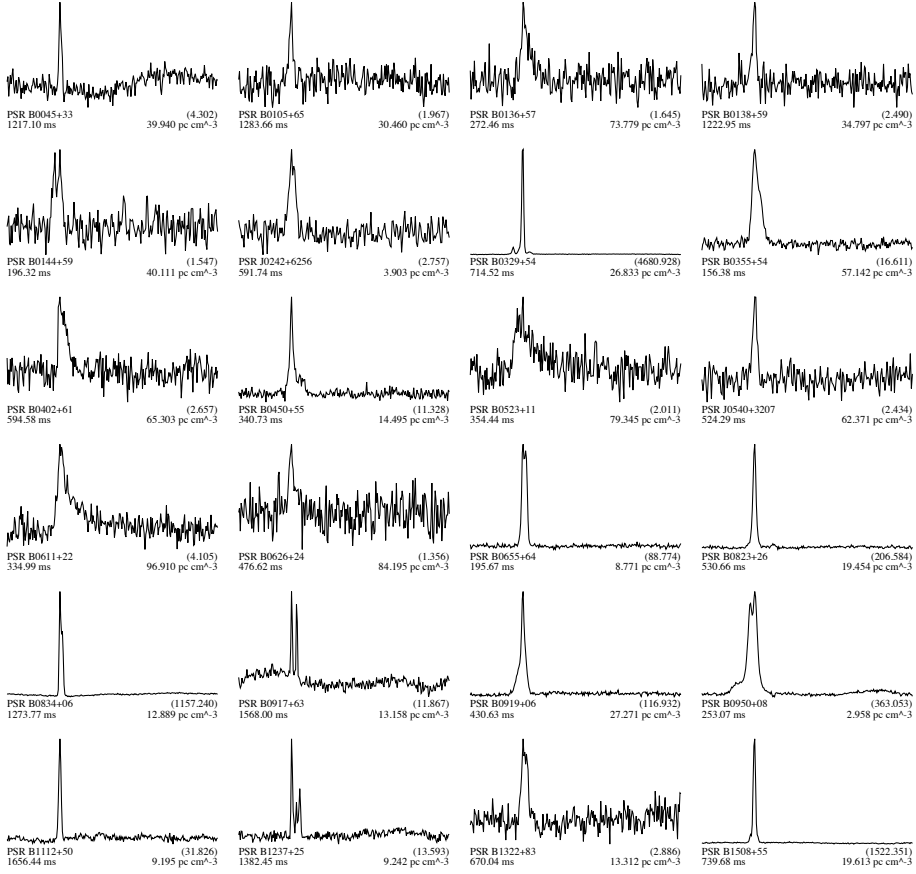 PSR B0045+33 (4.302)
1217.10 ms 39.940 pc cm^-3
PSR B0105+65 (1.967)
1283.66 ms 30.460 pc cm^-3
PSR B0136+57 (1.645)
272.46 ms 73.779 pc cm^-3
PSR B0138+59 (2.490)
1222.95 ms 34.797 pc cm^-3
PSR B0144+59 (1.547)
196.32 ms 40.111 pc cm^-3
PSR J0242+6256 (2.757)
591.74 ms 3.903 pc cm^-3
PSR B0329+54 (4680.928)
714.52 ms 26.833 pc cm^-3
PSR B0355+54 (16.611)
156.38 ms 57.142 pc cm^-3
PSR B0402+61 (2.657)
594.58 ms 65.303 pc cm^-3
PSR B0450+55 (11.328)
340.73 ms 14.495 pc cm^-3
PSR B0523+11 (2.011)
354.44 ms 79.345 pc cm^-3
PSR J0540+3207 (2.434)
524.29 ms 62.371 pc cm^-3
PSR B0611+22 (4.105)
334.99 ms 96.910 pc cm^-3
PSR B0626+24 (1.356)
476.62 ms 84.195 pc cm^-3
PSR B0655+64 (88.774)
195.67 ms 8.771 pc cm^-3
PSR B0823+26 (206.584)
530.66 ms 19.454 pc cm^-3
PSR B0834+06 (1157.240)
1273.77 ms 12.889 pc cm^-3
PSR B0917+63 (11.867)
1568.00 ms 13.158 pc cm^-3
PSR B0919+06 (116.932)
430.63 ms 27.271 pc cm^-3
PSR B0950+08 (363.053)
253.07 ms 2.958 pc cm^-3
PSR B1112+50 (31.826)
1656.44 ms 9.195 pc cm^-3
PSR B1237+25 (13.593)
1382.45 ms 9.242 pc cm^-3
PSR B1322+83 (2.886)
670.04 ms 13.312 pc cm^-3
PSR B1508+55 (1522.351)
739.68 ms 19.613 pc cm^-3